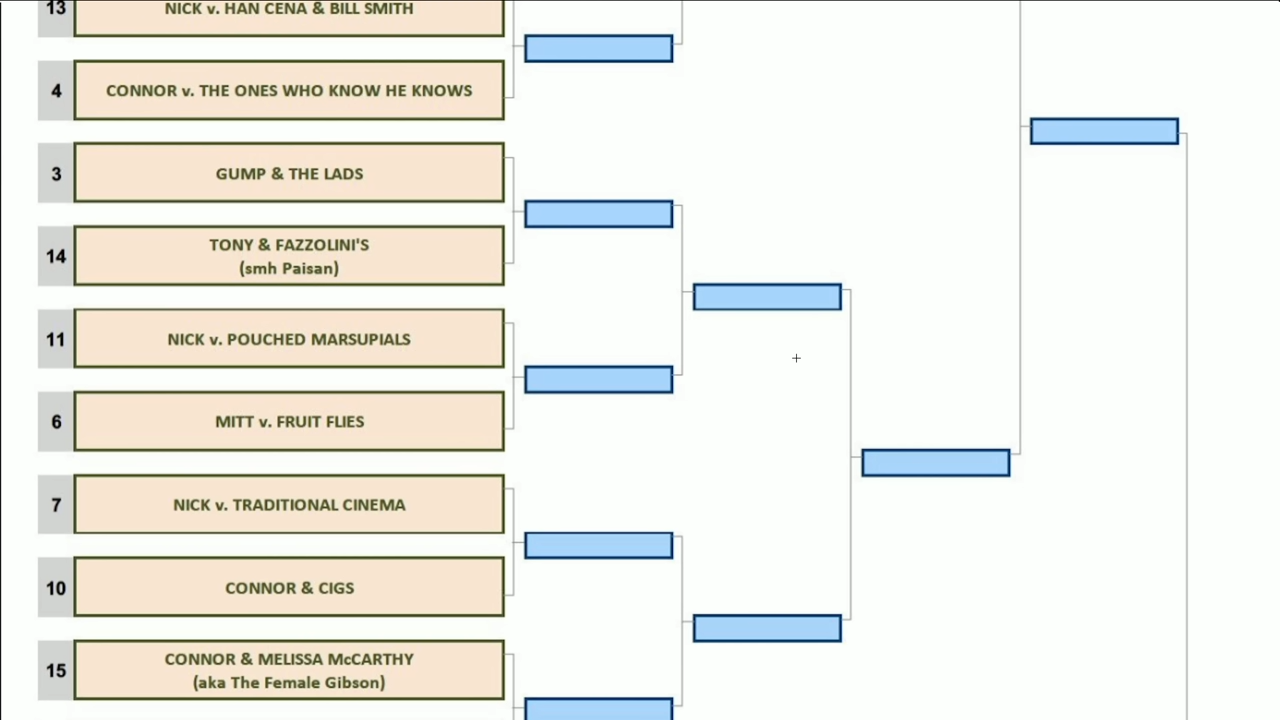 13
NICK v. HAN CENA & BILL SMITH
4
CONNOR v. THE ONES WHO KNOW HE KNOWS
3
GUMP & THE LADS
14
TONY & FAZZOLINI'S
(smh Paisan)
11
NICK v. POUCHED MARSUPIALS
6
MITT v. FRUIT FLIES
7
NICK v. TRADITIONAL CINEMA
10
CONNOR & CIGS
15
CONNOR & MELISSA McCARTHY
(aka The Female Gibson)